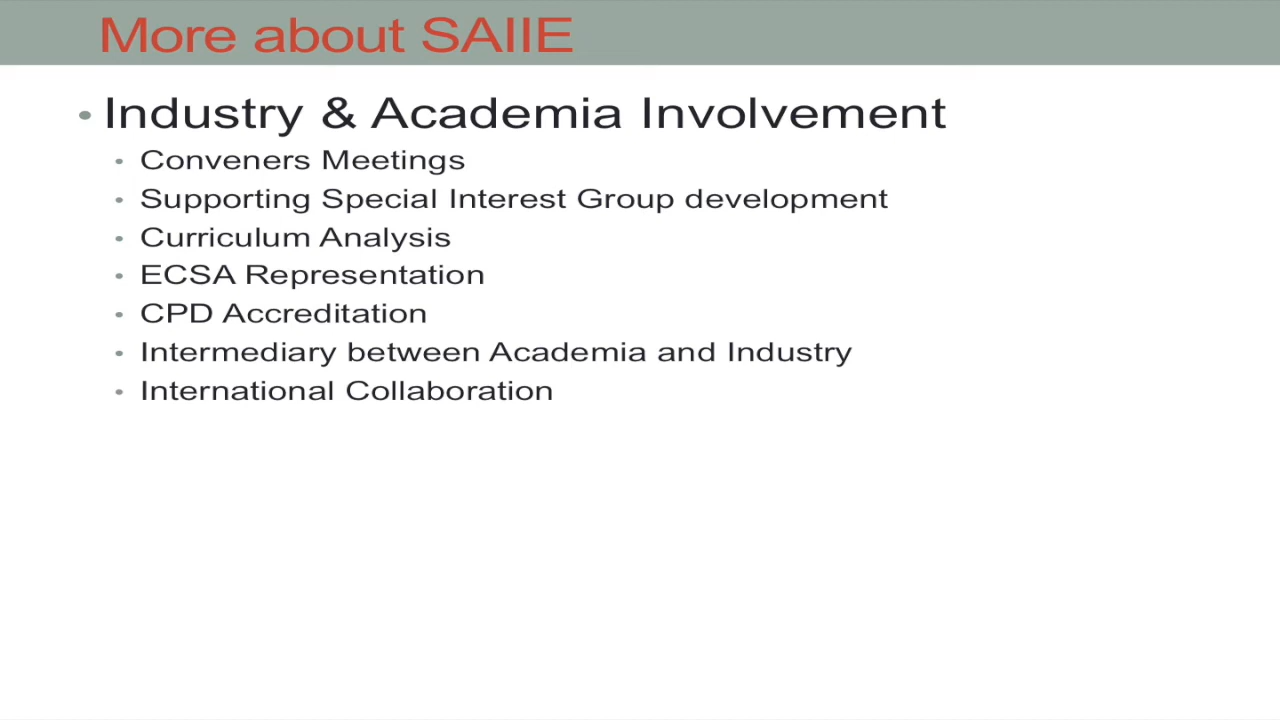 More about SAIIE
• Industry & Academia Involvement
• Conveners Meetings
• Supporting Special Interest Group development
• Curriculum Analysis
• ECSA Representation
• CPD Accreditation
• Intermediary between Academia and Industry
• International Collaboration